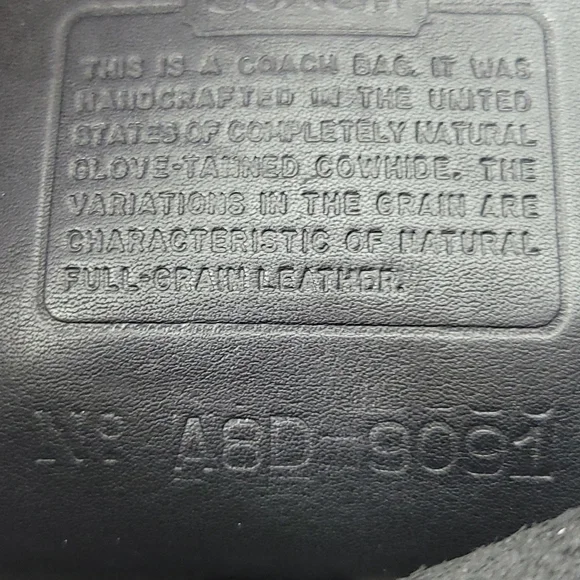 COACH
THIS IS A COACH BAG. IT WAS
HANDCRAFTED IN THE UNITED
STATES OF COMPLETELY NATURAL
GLOVE-TANNED COWHIDE. THE
VARIATIONS IN THE GRAIN ARE
CHARACTERISTIC OF NATURAL
FULL-GRAIN LEATHER.
Nº A8D-9091